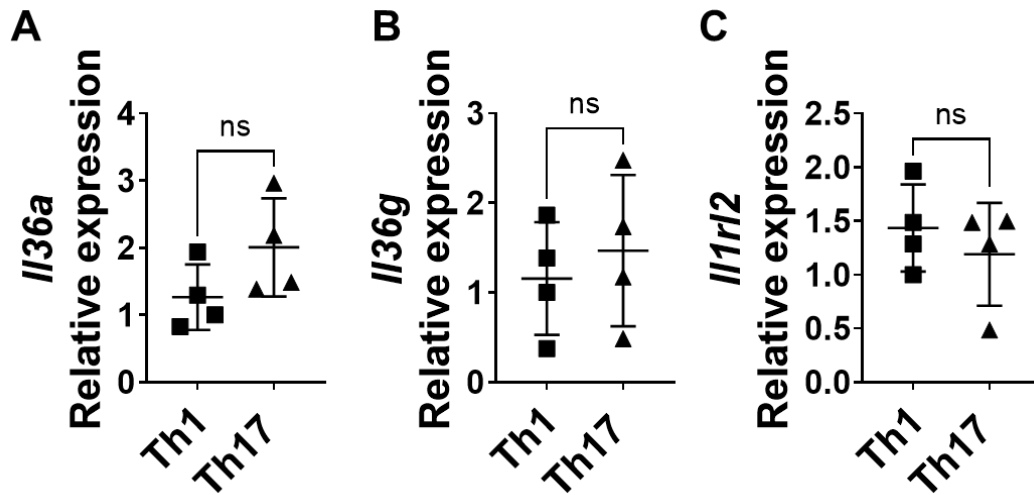 A
Il36a
Relative expression
4
3
2
1
0
ns
Th1
Th17
B
Il36g
Relative expression
3
2
1
0
ns
Th1
Th17
C
Il1rl2
Relative expression
2.5
2.0
1.5
1.0
0.5
0.0
ns
Th1
Th17